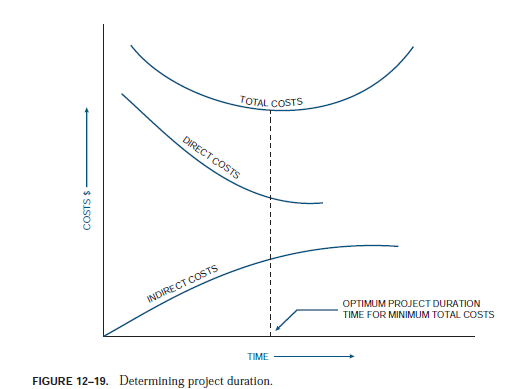 TOTAL COSTS
DIRECT COSTS
COSTS $
INDIRECT COSTS
OPTIMUM PROJECT DURATION
TIME FOR MINIMUM TOTAL COSTS
TIME
FIGURE 12–19. Determining project duration.